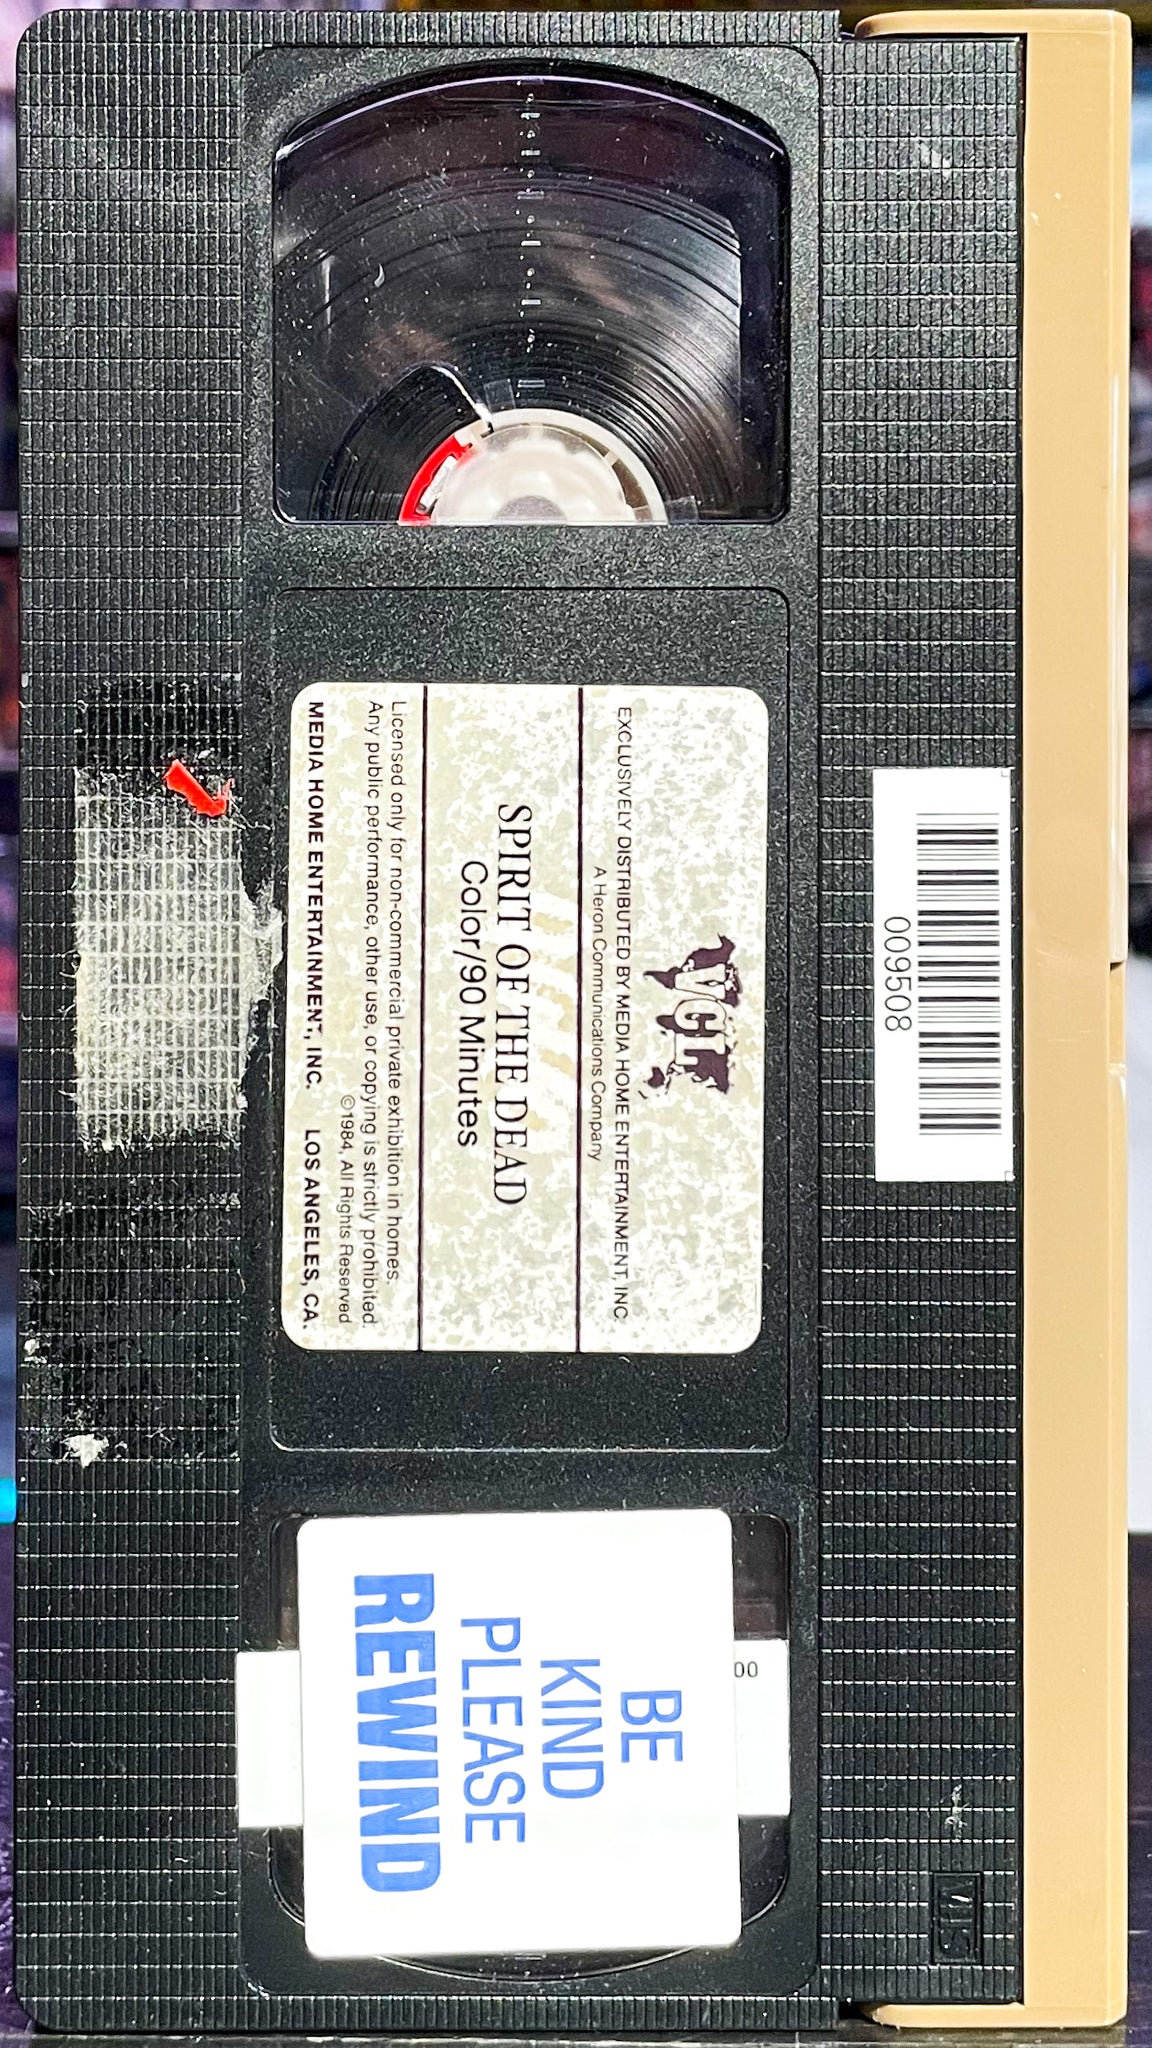 009508
VCL
EXCLUSIVELY DISTRIBUTED BY MEDIA HOME ENTERTAINMENT, INC.
A Heron Communications Company
SPIRIT OF THE DEAD
Color/90 Minutes
Licensed only for non-commercial private exhibition in homes.
Any public performance, other use, or copying is strictly prohibited.
©1984, All Rights Reserved
MEDIA HOME ENTERTAINMENT, INC. LOS ANGELES, CA.
00
BE
KIND
PLEASE
REWIND
VHS